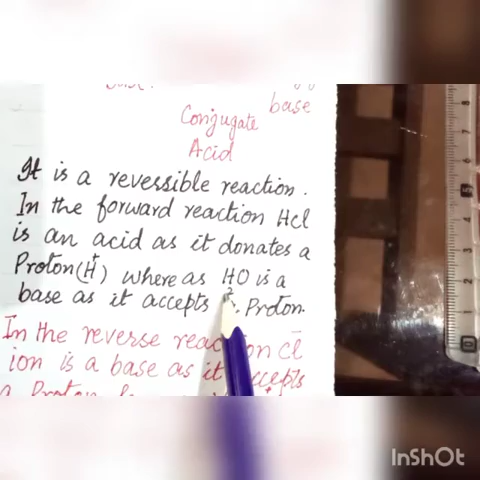 base
Conjugate
Acid
It is a reversible reaction.
In the forward reaction Hcl
is an acid as it donates a
Proton (H⁺) where as H₂O is a
base as it accepts Proton.
In the reverse Cl⁻
ion is a base as it accepts
a Proton
InShOt